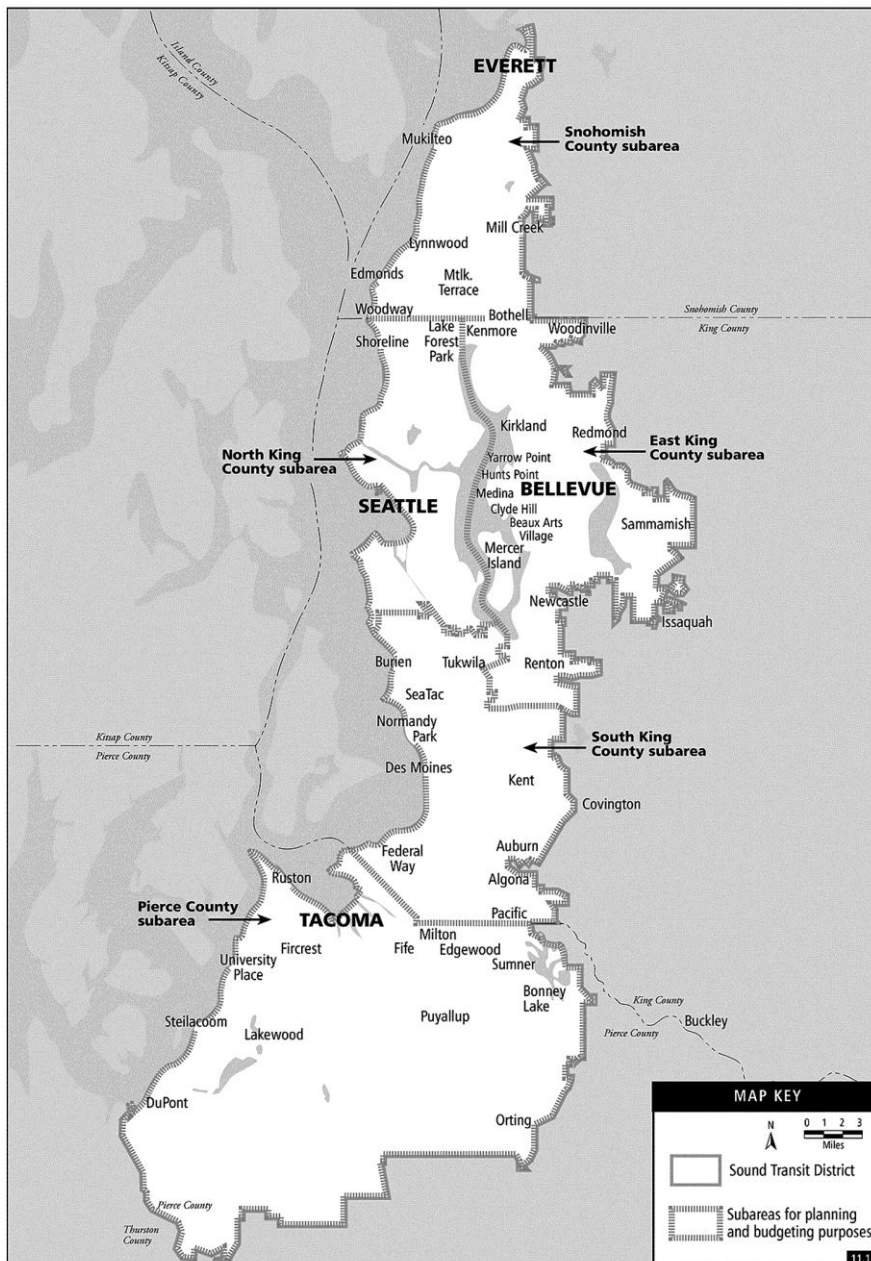 Island County
Kitsap County
EVERETT
Snohomish
County subarea
Mukilteo
Mill Creek
Lynnwood
Edmonds
Mtlk.
Terrace
Woodway
Bothell
Snohomish County
King County
Shoreline
Lake
Forest
Park
Kenmore
Woodinville
Kirkland
Redmond
North King
County subarea
East King
County subarea
Yarrow Point
Hunts Point
Medina
BELLEVUE
SEATTLE
Clyde Hill
Beaux Arts
Village
Sammamish
Mercer
Island
Newcastle
Issaquah
Burien
Tukwila
Renton
SeaTac
Normandy
Park
South King
County subarea
Kitsap County
Pierce County
Des Moines
Kent
Covington
Federal
Way
Auburn
Algona
Ruston
Pierce County
subarea
TACOMA
Pacific
Milton
Fircrest
Fife
Edgewood
Sumner
University
Place
Bonney
Lake
King County
Pierce County
Buckley
Steilacoom
Lakewood
Puyallup
DuPont
Orting
Pierce County
Thurston
County
MAP KEY
N
0 1 2 3
Miles
Sound Transit District
Subareas for planning
and budgeting purposes